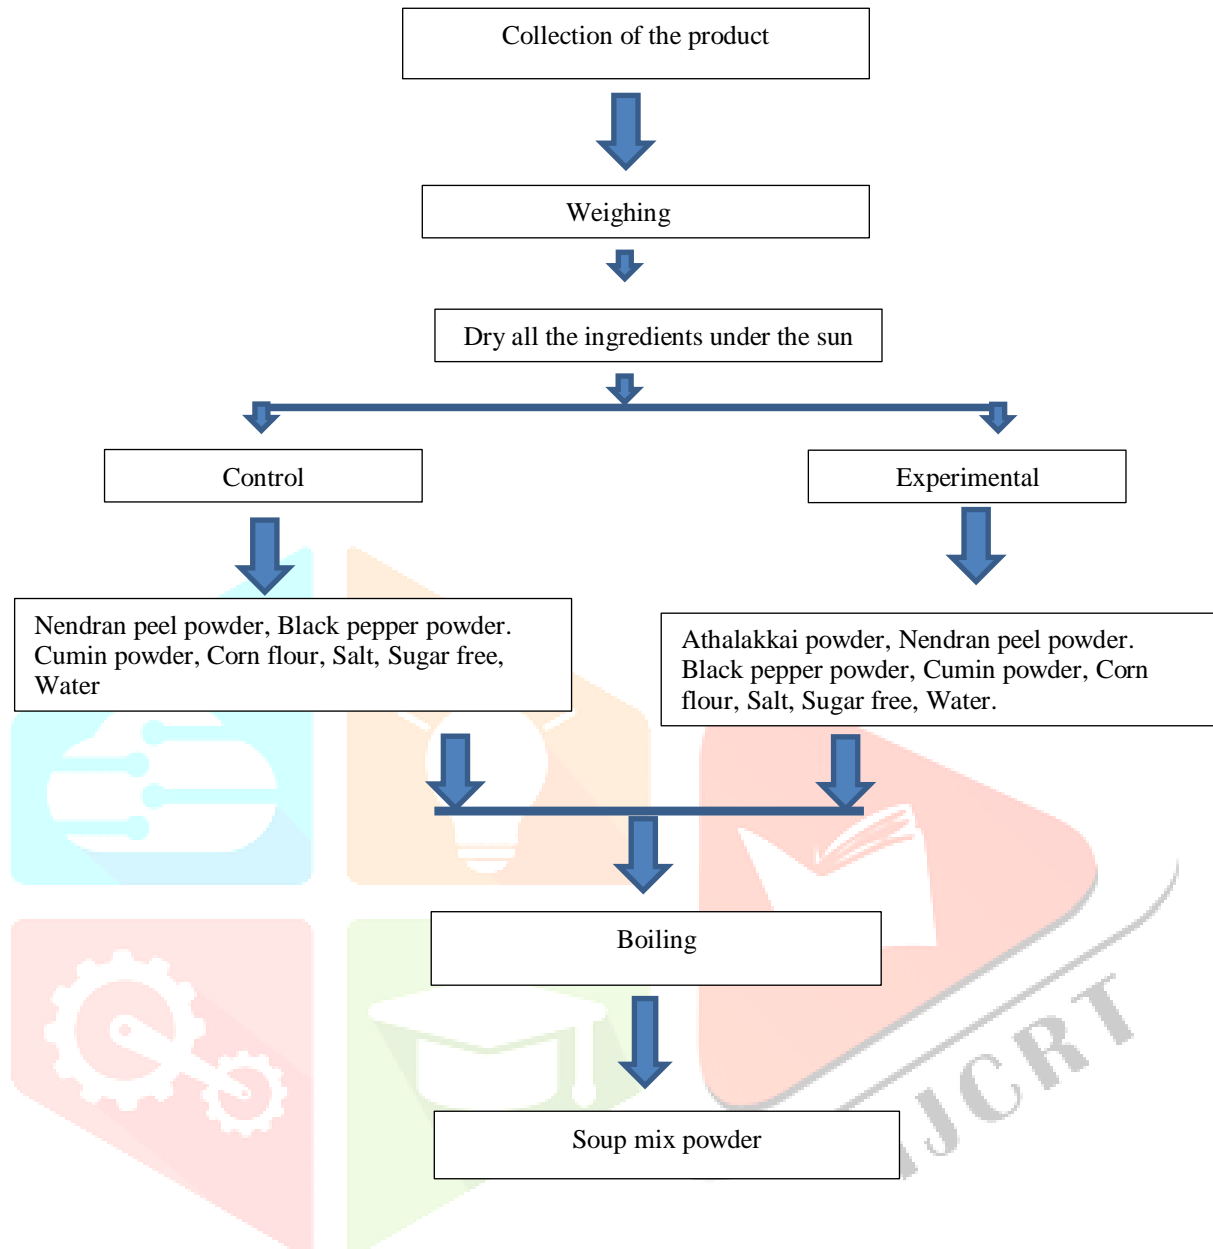 Collection of the product
Weighing
Dry all the ingredients under the sun
Control
Experimental
Nendran peel powder, Black pepper powder.
Cumin powder, Corn flour, Salt, Sugar free,
Water
Athalakkai powder, Nendran peel powder.
Black pepper powder, Cumin powder, Corn
flour, Salt, Sugar free, Water.
Boiling
Soup mix powder
IJCRT